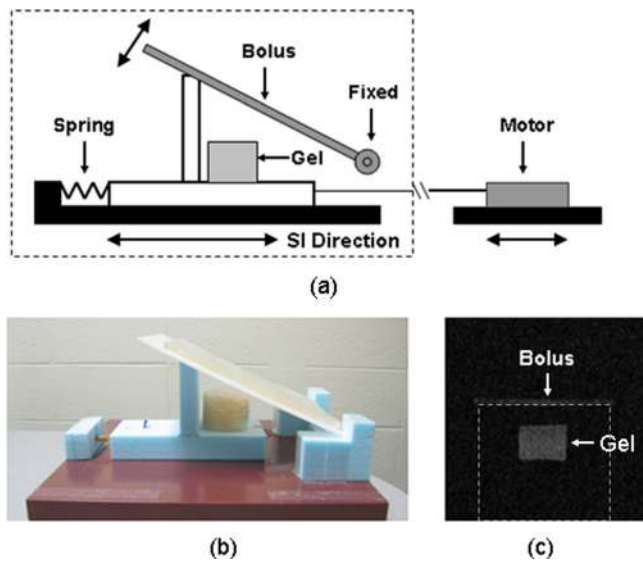 Bolus
Fixed
Spring
Gel
Motor
SI Direction
(a)
Bolus
Gel
(b)
(c)